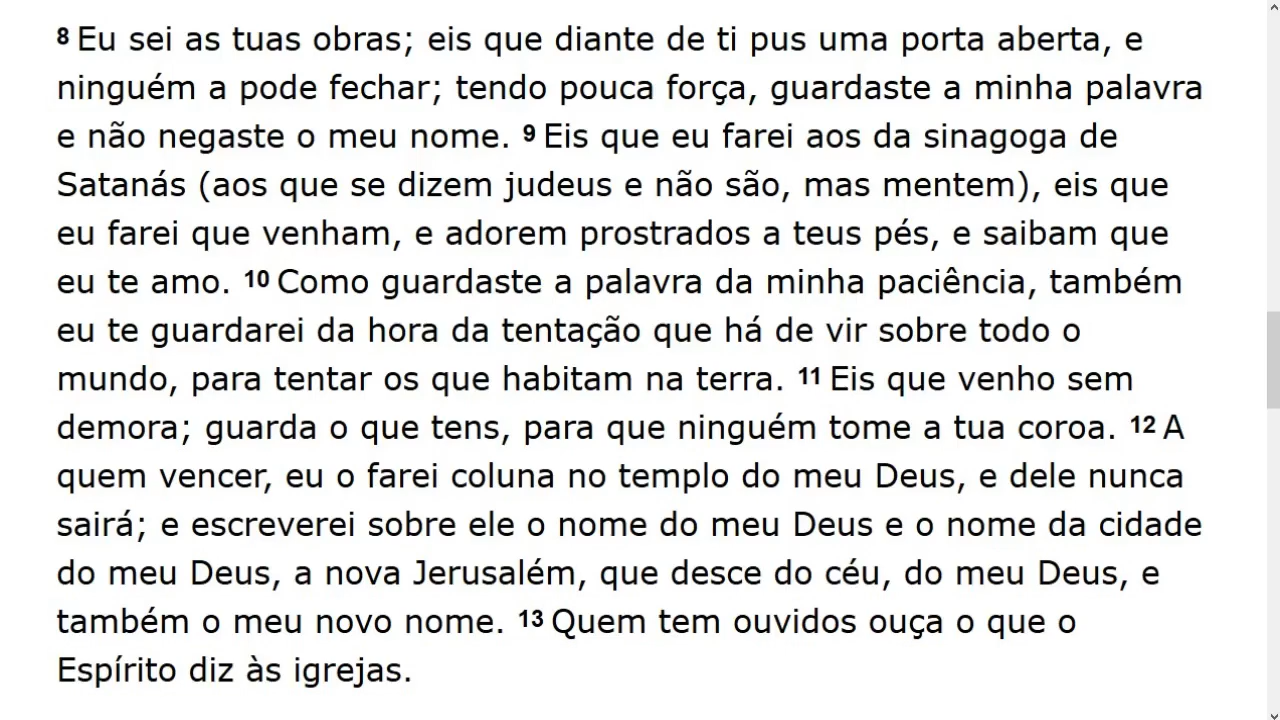 8 Eu sei as tuas obras; eis que diante de ti pus uma porta aberta, e
ninguém a pode fechar; tendo pouca força, guardaste a minha palavra
e não negaste o meu nome. 9 Eis que eu farei aos da sinagoga de
Satanás (aos que se dizem judeus e não são, mas mentem), eis que
eu farei que venham, e adorem prostrados a teus pés, e saibam que
eu te amo. 10 Como guardaste a palavra da minha paciência, também
eu te guardarei da hora da tentação que há de vir sobre todo o
mundo, para tentar os que habitam na terra. 11 Eis que venho sem
demora; guarda o que tens, para que ninguém tome a tua coroa. 12 A
quem vencer, eu o farei coluna no templo do meu Deus, e dele nunca
sairá; e escreverei sobre ele o nome do meu Deus e o nome da cidade
do meu Deus, a nova Jerusalém, que desce do céu, do meu Deus, e
também o meu novo nome. 13 Quem tem ouvidos ouça o que o
Espírito diz às igrejas.